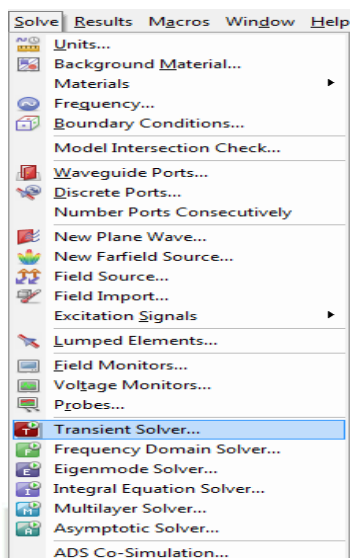 Solve Results Macros Window Help
Units...
Background Material...
Materials
Frequency...
Boundary Conditions...
Model Intersection Check...
Waveguide Ports...
Discrete Ports...
Number Ports Consecutively
New Plane Wave...
New Farfield Source...
Field Source...
Field Import...
Excitation Signals
Lumped Elements...
Field Monitors...
Voltage Monitors...
Probes...
T Transient Solver...
F Frequency Domain Solver...
E Eigenmode Solver...
I Integral Equation Solver...
M Multilayer Solver...
A Asymptotic Solver...
ADS Co-Simulation...